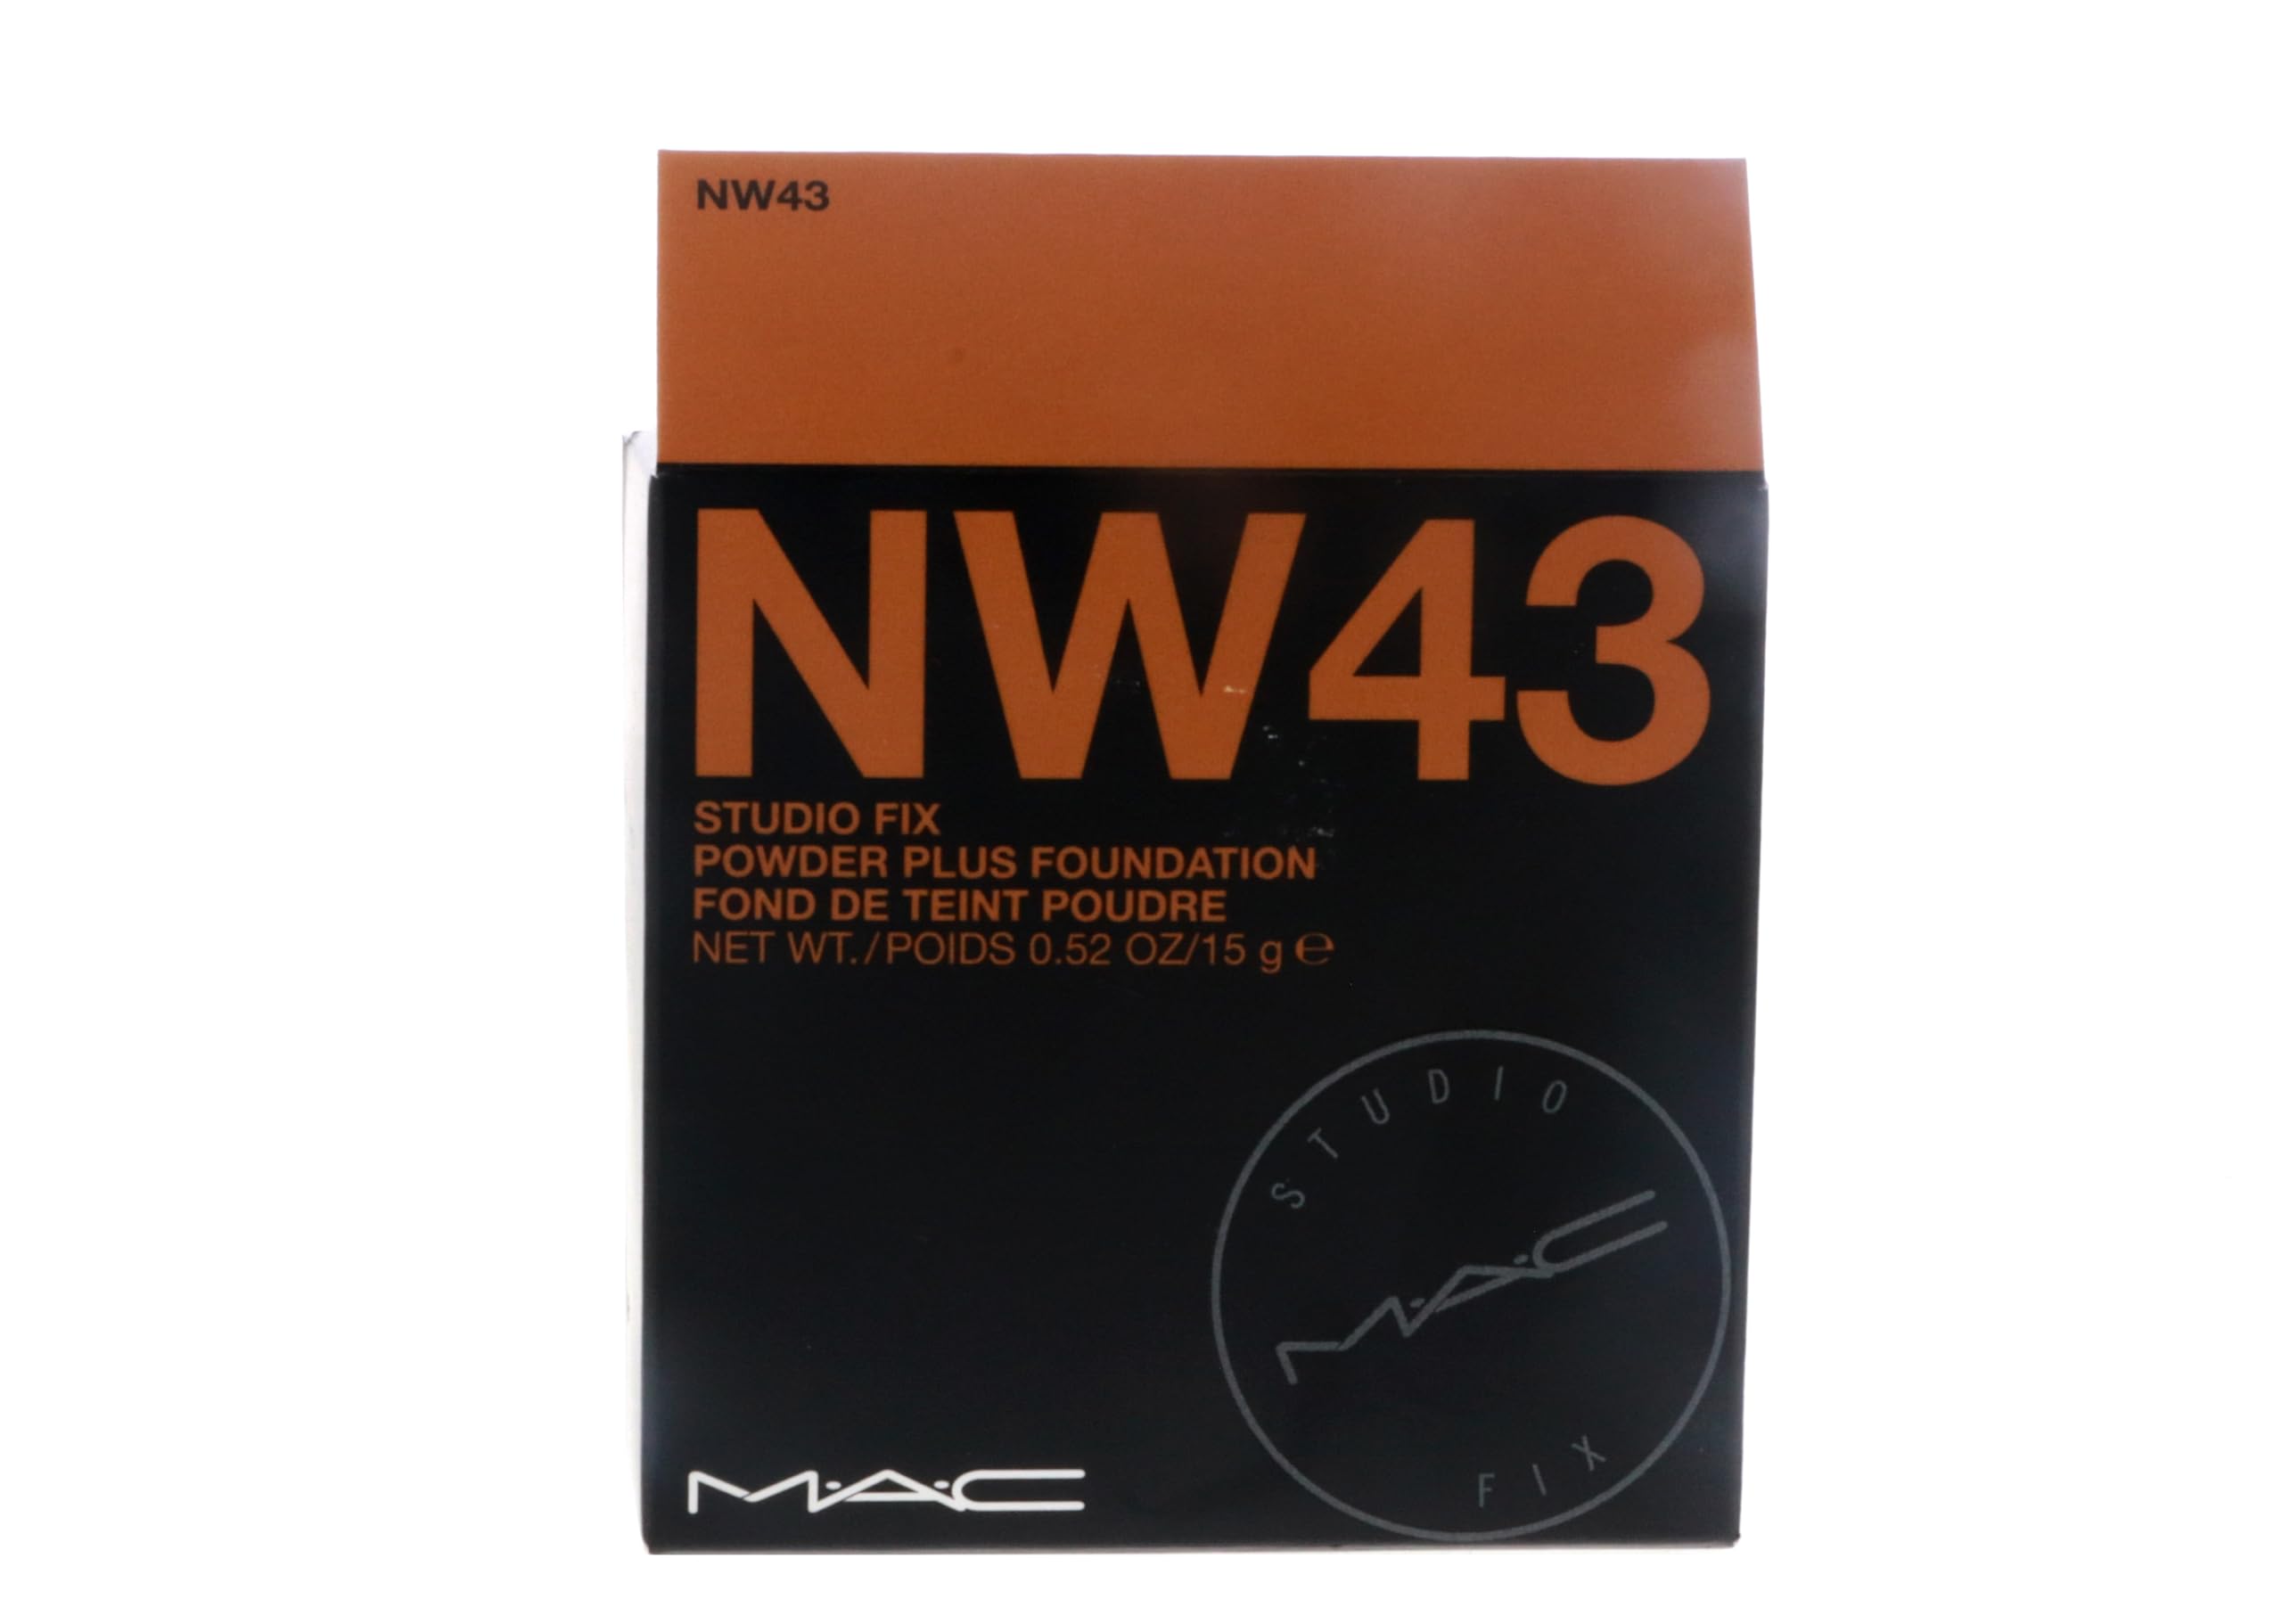 NW43
NW43
STUDIO FIX
POWDER PLUS FOUNDATION
FOND DE TEINT POUDRE
NET WT./POIDS 0.52 OZ/15 g ℮
STUDIO
M·A·C
FIX
M·A·C